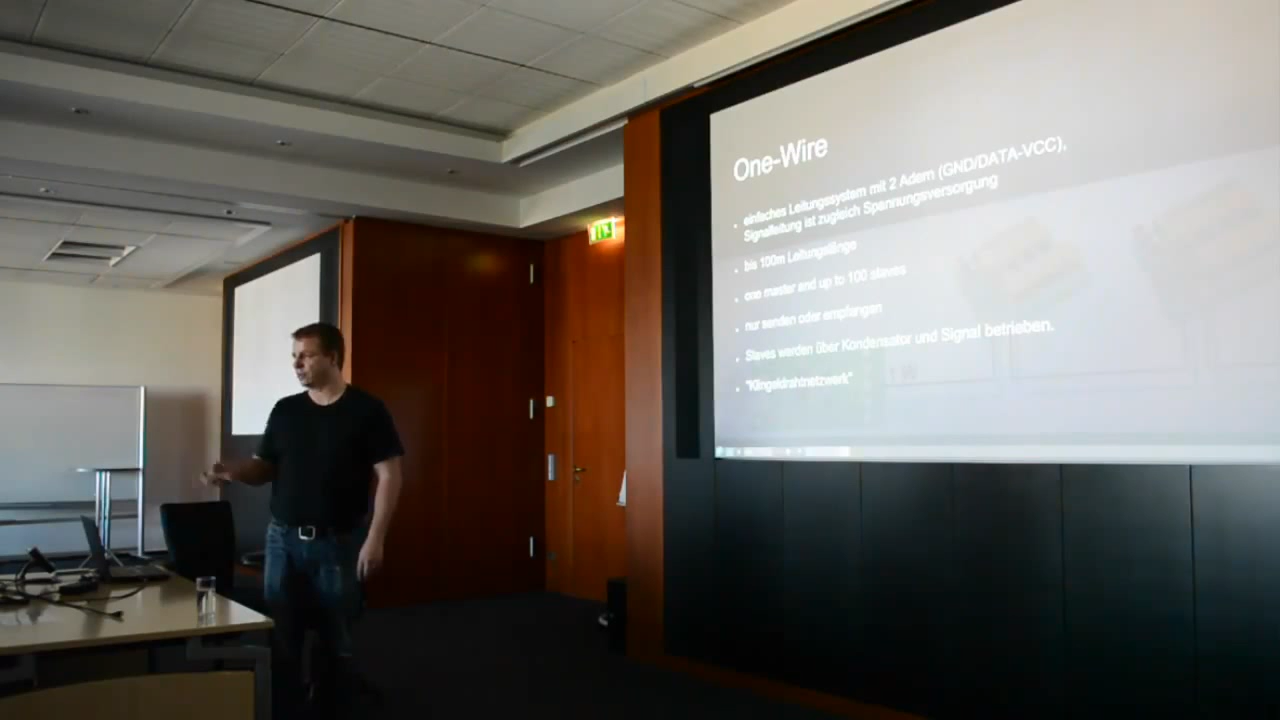 One-Wire
einfaches Leitungssystem mit 2 Adern (GND/DATA-VCC),
Signalleitung ist zugleich Spannungsversorgung
bis 100m Leitungslänge
one master and up to 100 slaves
nur senden oder empfangen
Slaves werden über Kondensator und Signal betrieben.
"Klingeldrahtnetzwerk"